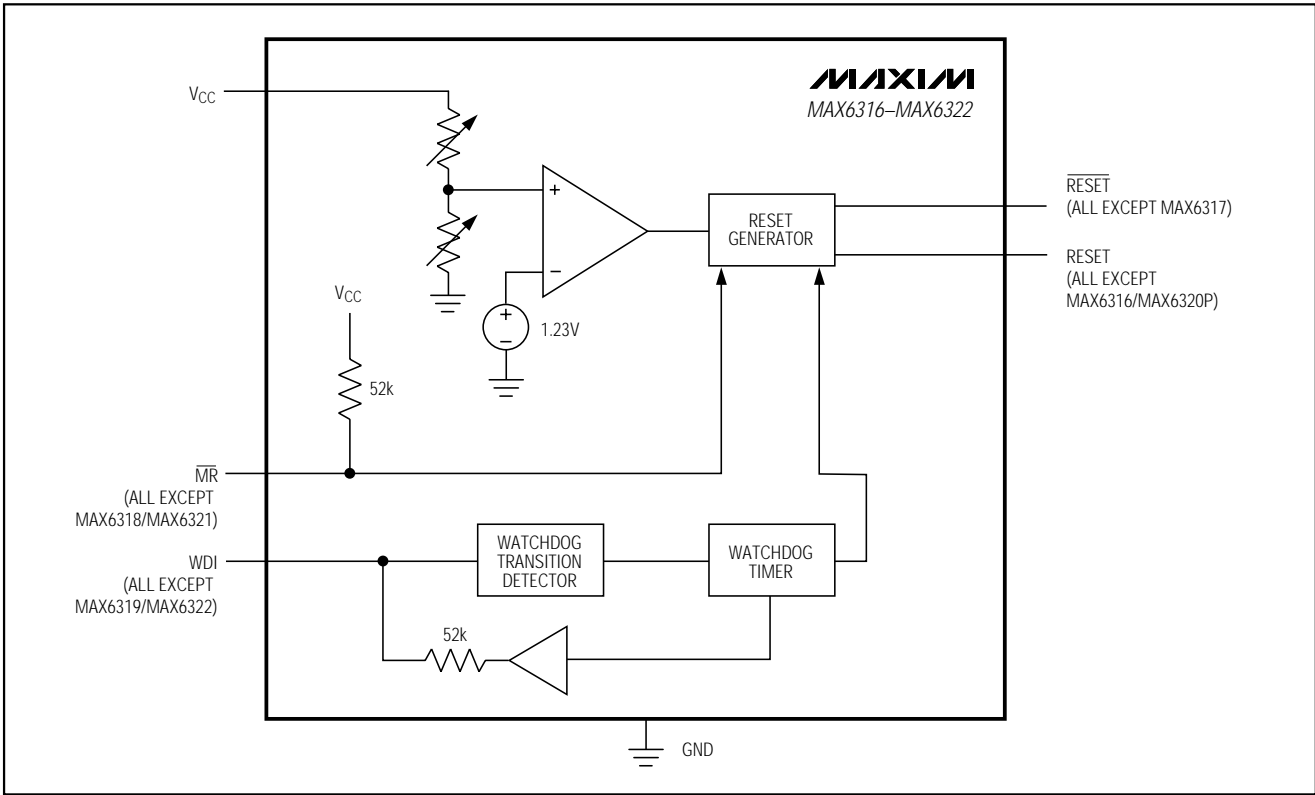 MAXIM
MAX6316–MAX6322
VCC
+
−
1.23V
+
−
RESET
GENERATOR
RESET
(ALL EXCEPT MAX6317)
RESET
(ALL EXCEPT
MAX6316/MAX6320P)
VCC
52k
MR
(ALL EXCEPT
MAX6318/MAX6321)
WDI
(ALL EXCEPT
MAX6319/MAX6322)
WATCHDOG
TRANSITION
DETECTOR
WATCHDOG
TIMER
52k
GND